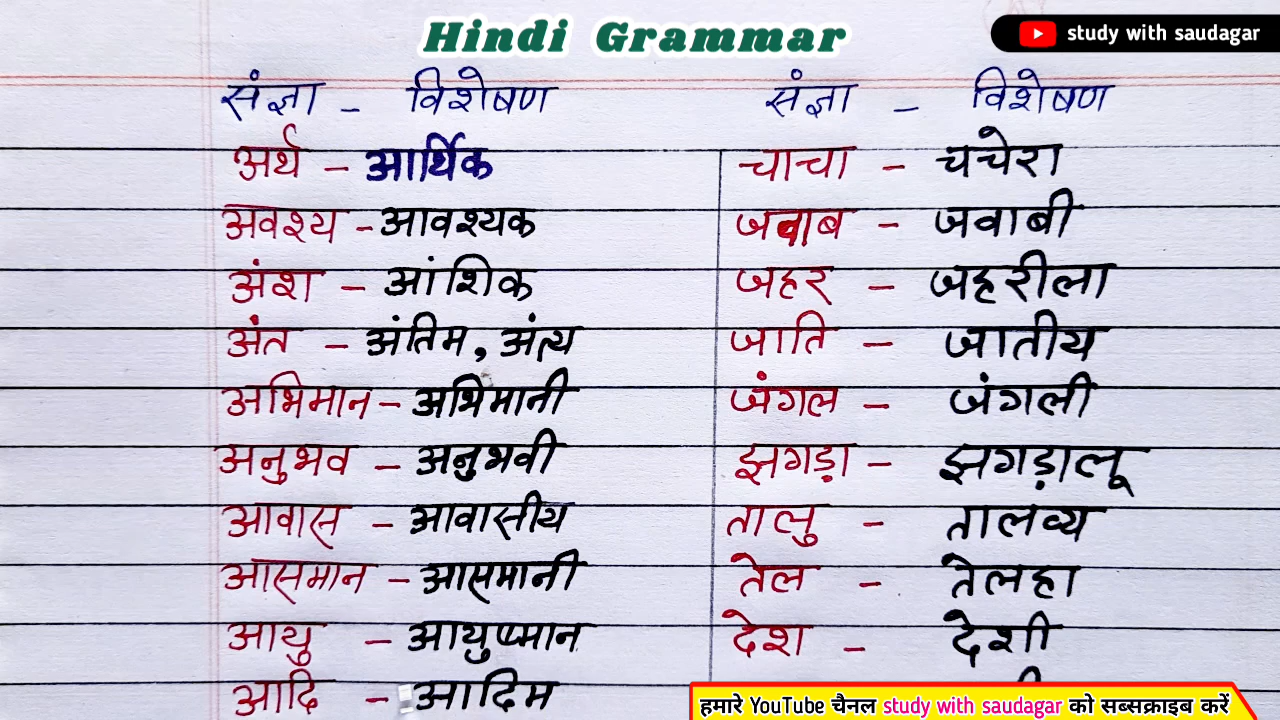 Hindi Grammar
study with saudagar
संज्ञा - विशेषण
अर्थ - आर्थिक
अवश्य - आवश्यक
अंश - आंशिक
अंत - अंतिम, अंत्य
अभिमान - अभिमानी
अनुभव - अनुभवी
आवास - आवासीय
आसमान - आसमानी
आयु - आयुष्मान
आदि - आदिम
संज्ञा - विशेषण
चाचा - चचेरा
जवाब - जवाबी
जहर - जहरीला
जाति - जातीय
जंगल - जंगली
झगड़ा - झगड़ालू
तालु - तालव्य
तेल - तेलहा
देश - देशी
हमारे YouTube चैनल study with saudagar को सब्सक्राइब करें